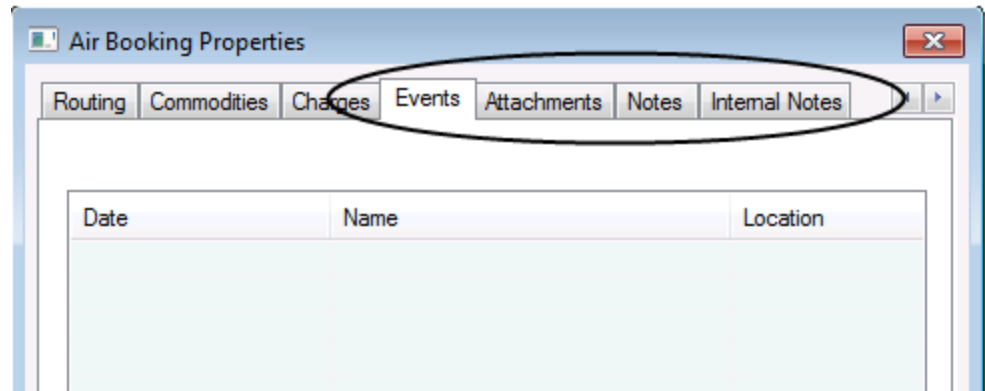 Air Booking Properties
Routing Commodities Charges Events Attachments Notes Internal Notes
Date Name Location